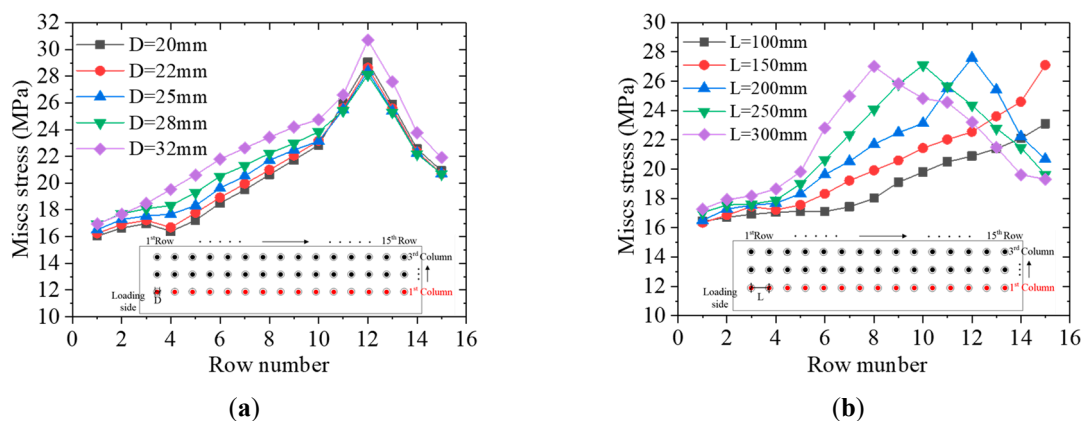 32
30
28
26
24
22
20
18
16
14
12
10
Miscs stress (MPa)
D=20mm
D=22mm
D=25mm
D=28mm
D=32mm
1st Row
15th Row
3rd Column
1st Column
Loading
side
D
0 2 4 6 8 10 12 14 16
Row number
(a)
30
28
26
24
22
20
18
16
14
12
10
Miscs stress (MPa)
L=100mm
L=150mm
L=200mm
L=250mm
L=300mm
1st Row
15th Row
3rd Column
1st Column
Loading
side
L
0 2 4 6 8 10 12 14 16
Row munber
(b)